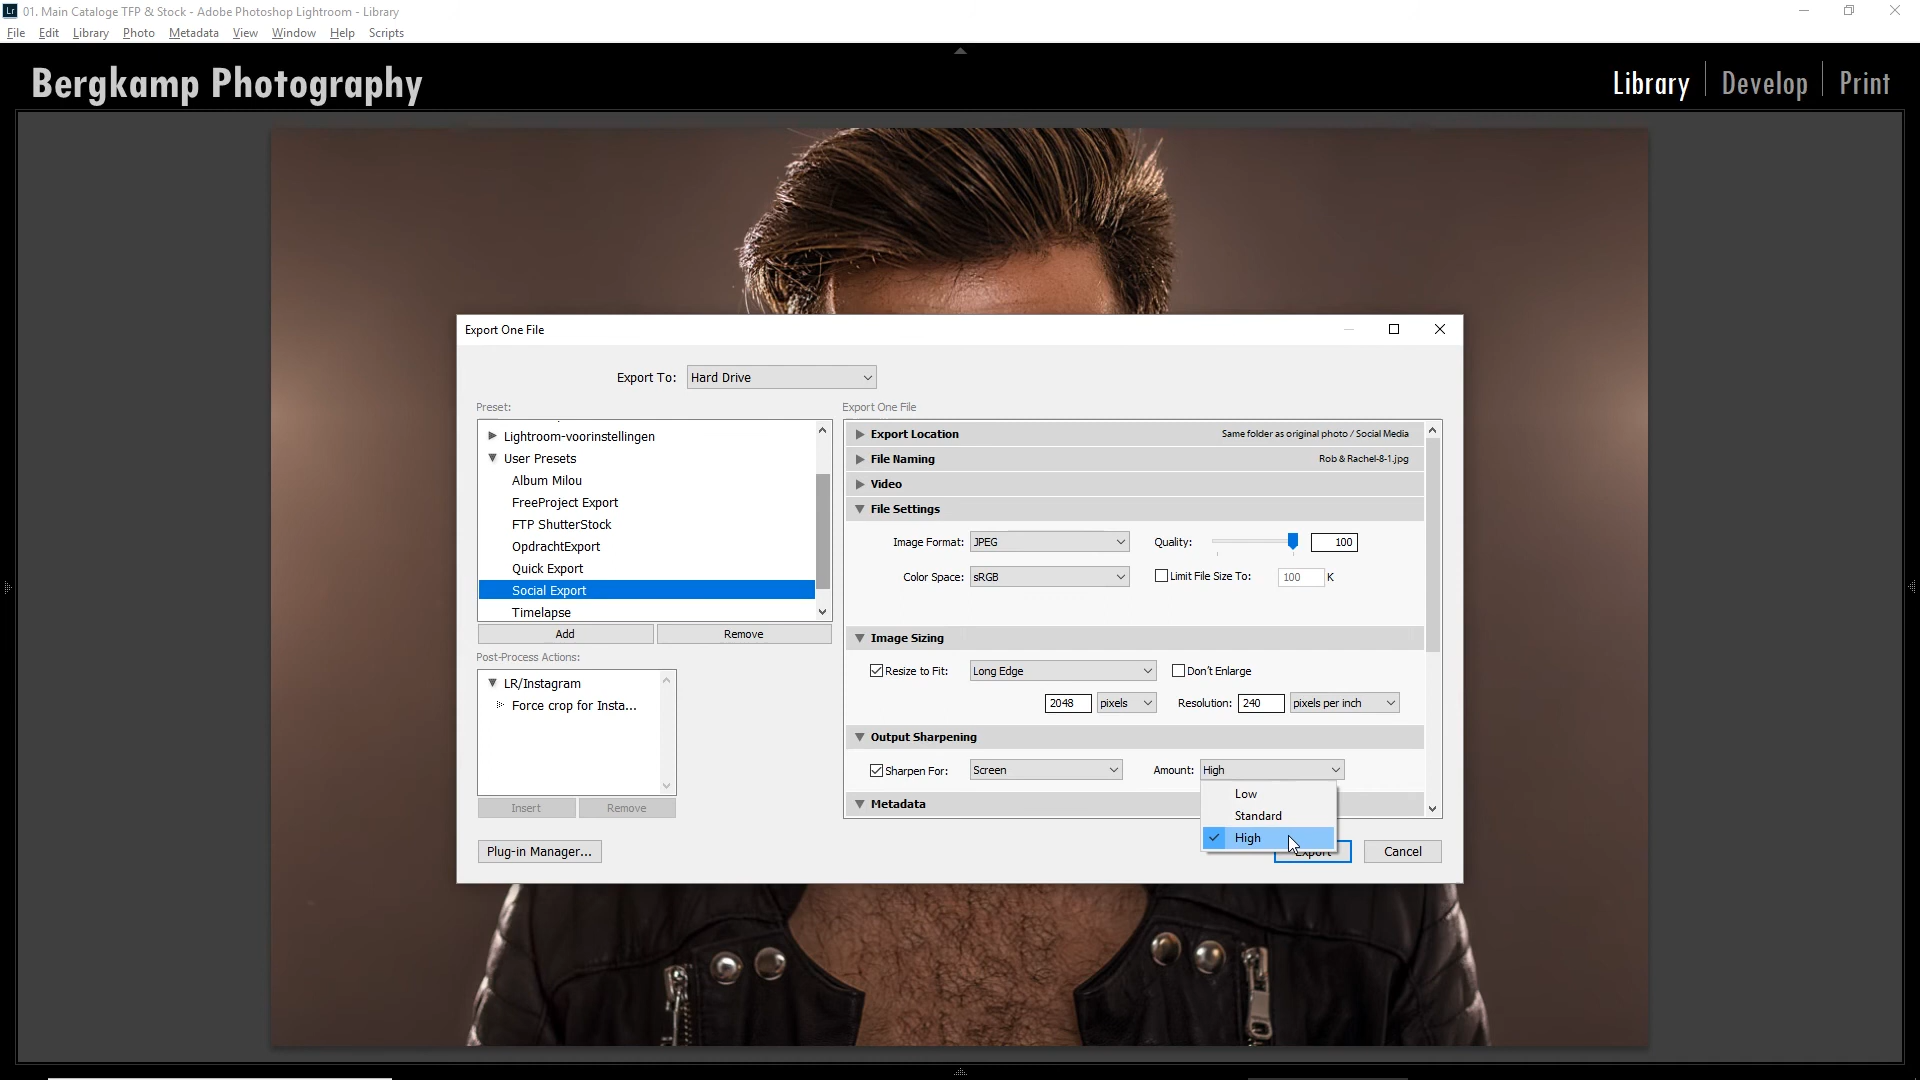 Lr 01. Main Cataloge TFP & Stock - Adobe Photoshop Lightroom - Library
File Edit Library Photo Metadata View Window Help Scripts
Bergkamp Photography
Library Develop Print
Export One File
Export To: Hard Drive
Preset:
Lightroom-voorinstellingen
User Presets
Album Milou
FreeProject Export
FTP ShutterStock
OpdrachtExport
Quick Export
Social Export
Timelapse
Add Remove
Post-Process Actions:
LR/Instagram
Force crop for Insta...
Insert Remove
Plug-in Manager...
Export One File
Export Location Same folder as original photo / Social Media
File Naming Rob & Rachel-8-1.jpg
Video
File Settings
Image Format: JPEG Quality: 100
Color Space: sRGB Limit File Size To: 100 K
Image Sizing
Resize to Fit: Long Edge Don't Enlarge
2048 pixels Resolution: 240 pixels per inch
Output Sharpening
Sharpen For: Screen Amount: High
Low
Standard
High
Metadata
Export Cancel